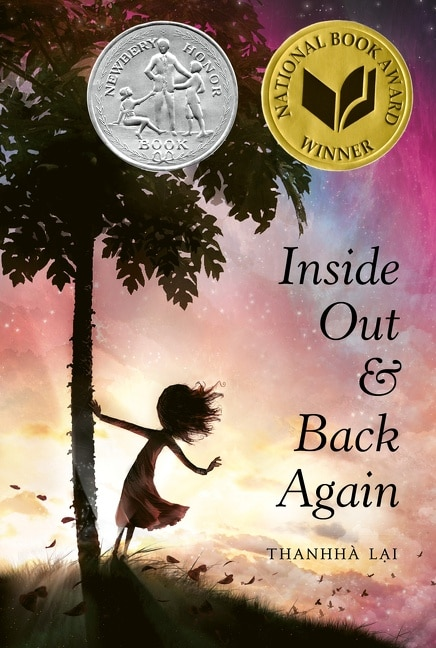 NEWBERY HONOR
BOOK
NATIONAL BOOK AWARD
WINNER
Inside
Out
&
Back
Again
THANHHÀ LẠI